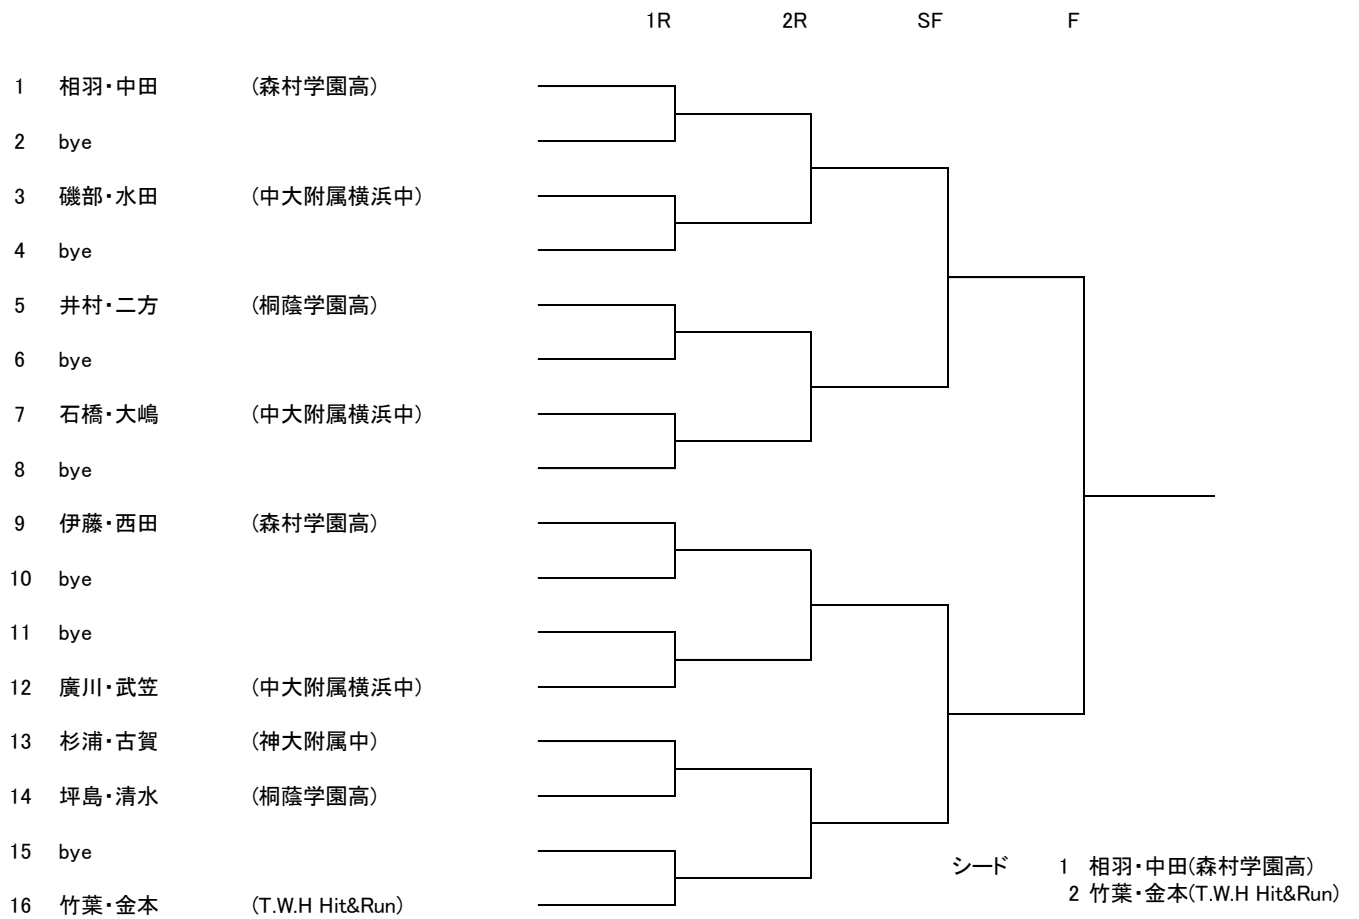 1R 2R SF F
1 相羽・中田 (森村学園高)
2 bye
3 磯部・水田 (中大附属横浜中)
4 bye
5 井村・二方 (桐蔭学園高)
6 bye
7 石橋・大嶋 (中大附属横浜中)
8 bye
9 伊藤・西田 (森村学園高)
10 bye
11 bye
12 廣川・武笠 (中大附属横浜中)
13 杉浦・古賀 (神大附属中)
14 坪島・清水 (桐蔭学園高)
15 bye
16 竹葉・金本 (T.W.H Hit&Run)
シード 1 相羽・中田(森村学園高)
2 竹葉・金本(T.W.H Hit&Run)